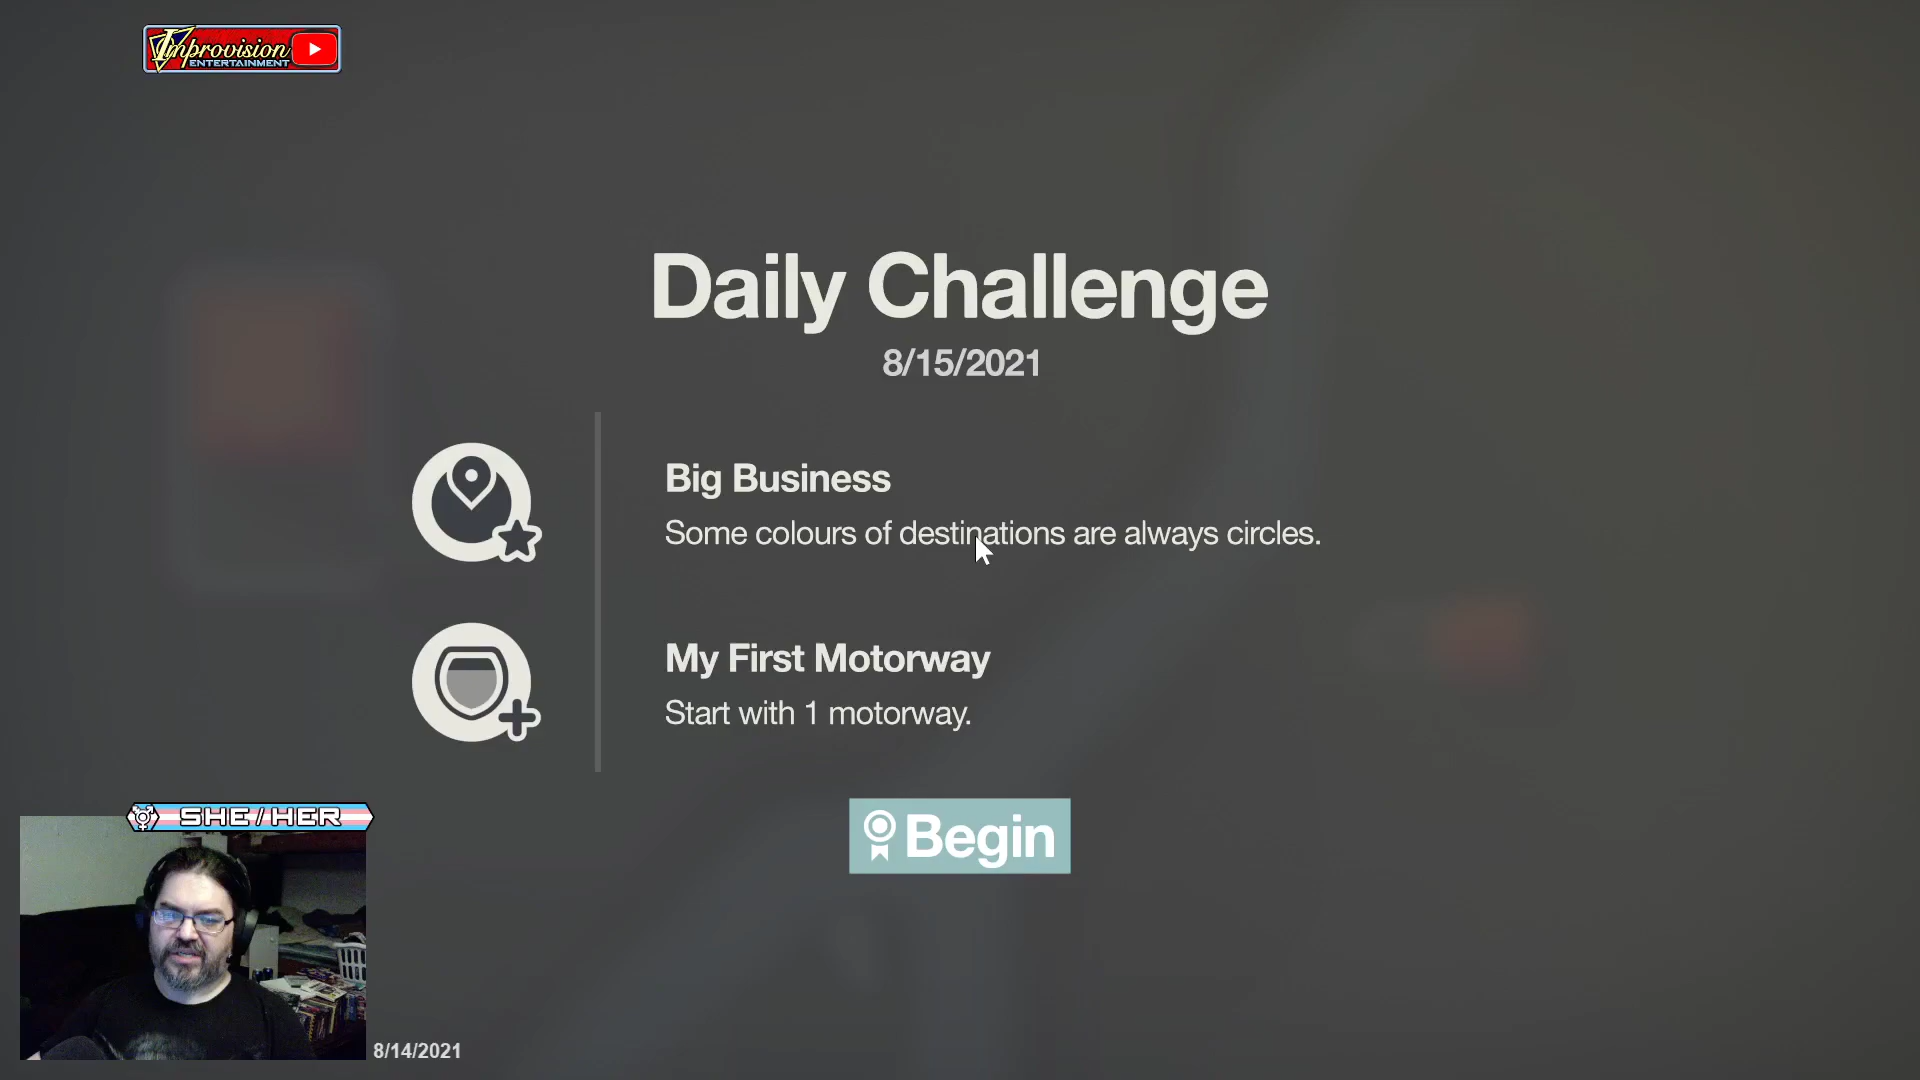 Improvision
ENTERTAINMENT
Daily Challenge
8/15/2021
Big Business
Some colours of destinations are always circles.
My First Motorway
Start with 1 motorway.
Begin
SHE/HER
8/14/2021